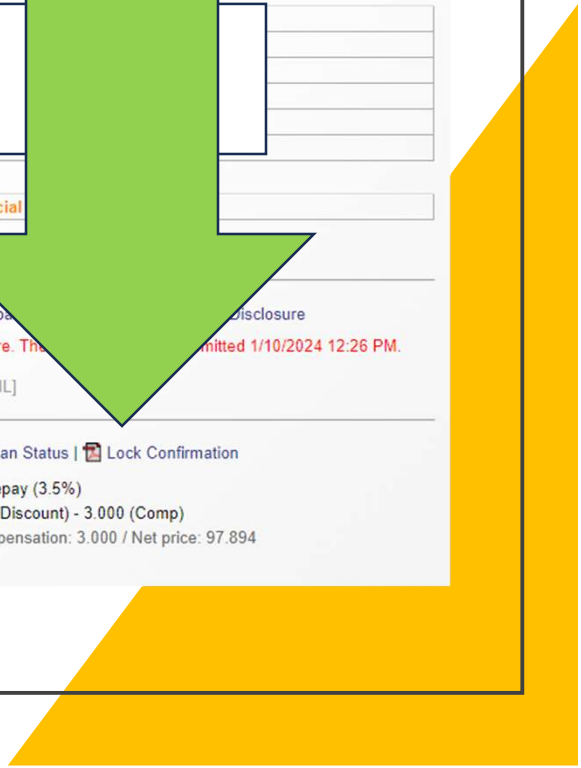 cial
Disclosure
re. The mitted 1/10/2024 12:26 PM.
IL]
an Status | Lock Confirmation
epay (3.5%)
Discount) - 3.000 (Comp)
pensation: 3.000 / Net price: 97.894